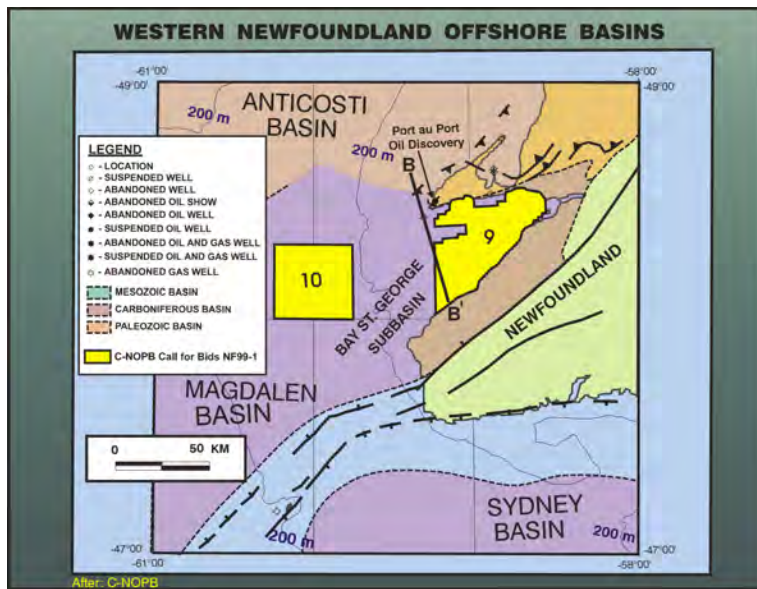 WESTERN NEWFOUNDLAND OFFSHORE BASINS
-61°00'
-58°00'
-49°00'
-49°00'
ANTICOSTI
BASIN
200 m
Port au Port
Oil Discovery
200 m
B
LEGEND
- LOCATION
- SUSPENDED WELL
- ABANDONED WELL
- ABANDONED OIL SHOW
- ABANDONED OIL WELL
- SUSPENDED OIL WELL
- ABANDONED OIL AND GAS WELL
- SUSPENDED OIL AND GAS WELL
- ABANDONED GAS WELL
MESOZOIC BASIN
CARBONIFEROUS BASIN
PALEOZOIC BASIN
C-NOPB Call for Bids NF99-1
9
10
BAY ST. GEORGE
SUBBASIN
B'
NEWFOUNDLAND
MAGDALEN
BASIN
0 50 KM
SYDNEY
BASIN
200 m
200 m
-47°00'
-47°00'
-61°00'
-58°00'
After: C-NOPB